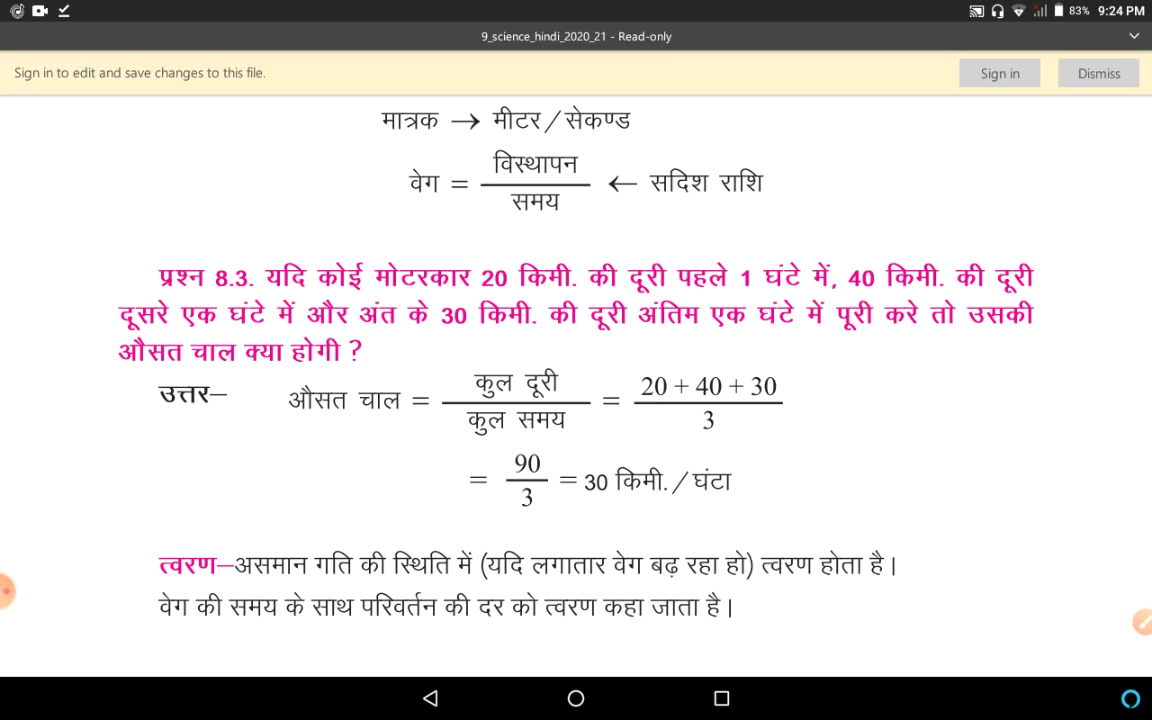 83% 9:24 PM
9_science_hindi_2020_21 - Read-only
Sign in to edit and save changes to this file.
Sign in
Dismiss
मात्रक → मीटर/सेकण्ड
वेग = विस्थापन / समय ← सदिश राशि
प्रश्न 8.3. यदि कोई मोटरकार 20 किमी. की दूरी पहले 1 घंटे में, 40 किमी. की दूरी
दूसरे एक घंटे में और अंत के 30 किमी. की दूरी अंतिम एक घंटे में पूरी करे तो उसकी
औसत चाल क्या होगी ?
उत्तर– औसत चाल = कुल दूरी / कुल समय = 20 + 40 + 30 / 3
= 90 / 3 = 30 किमी./घंटा
त्वरण–असमान गति की स्थिति में (यदि लगातार वेग बढ़ रहा हो) त्वरण होता है।
वेग की समय के साथ परिवर्तन की दर को त्वरण कहा जाता है।